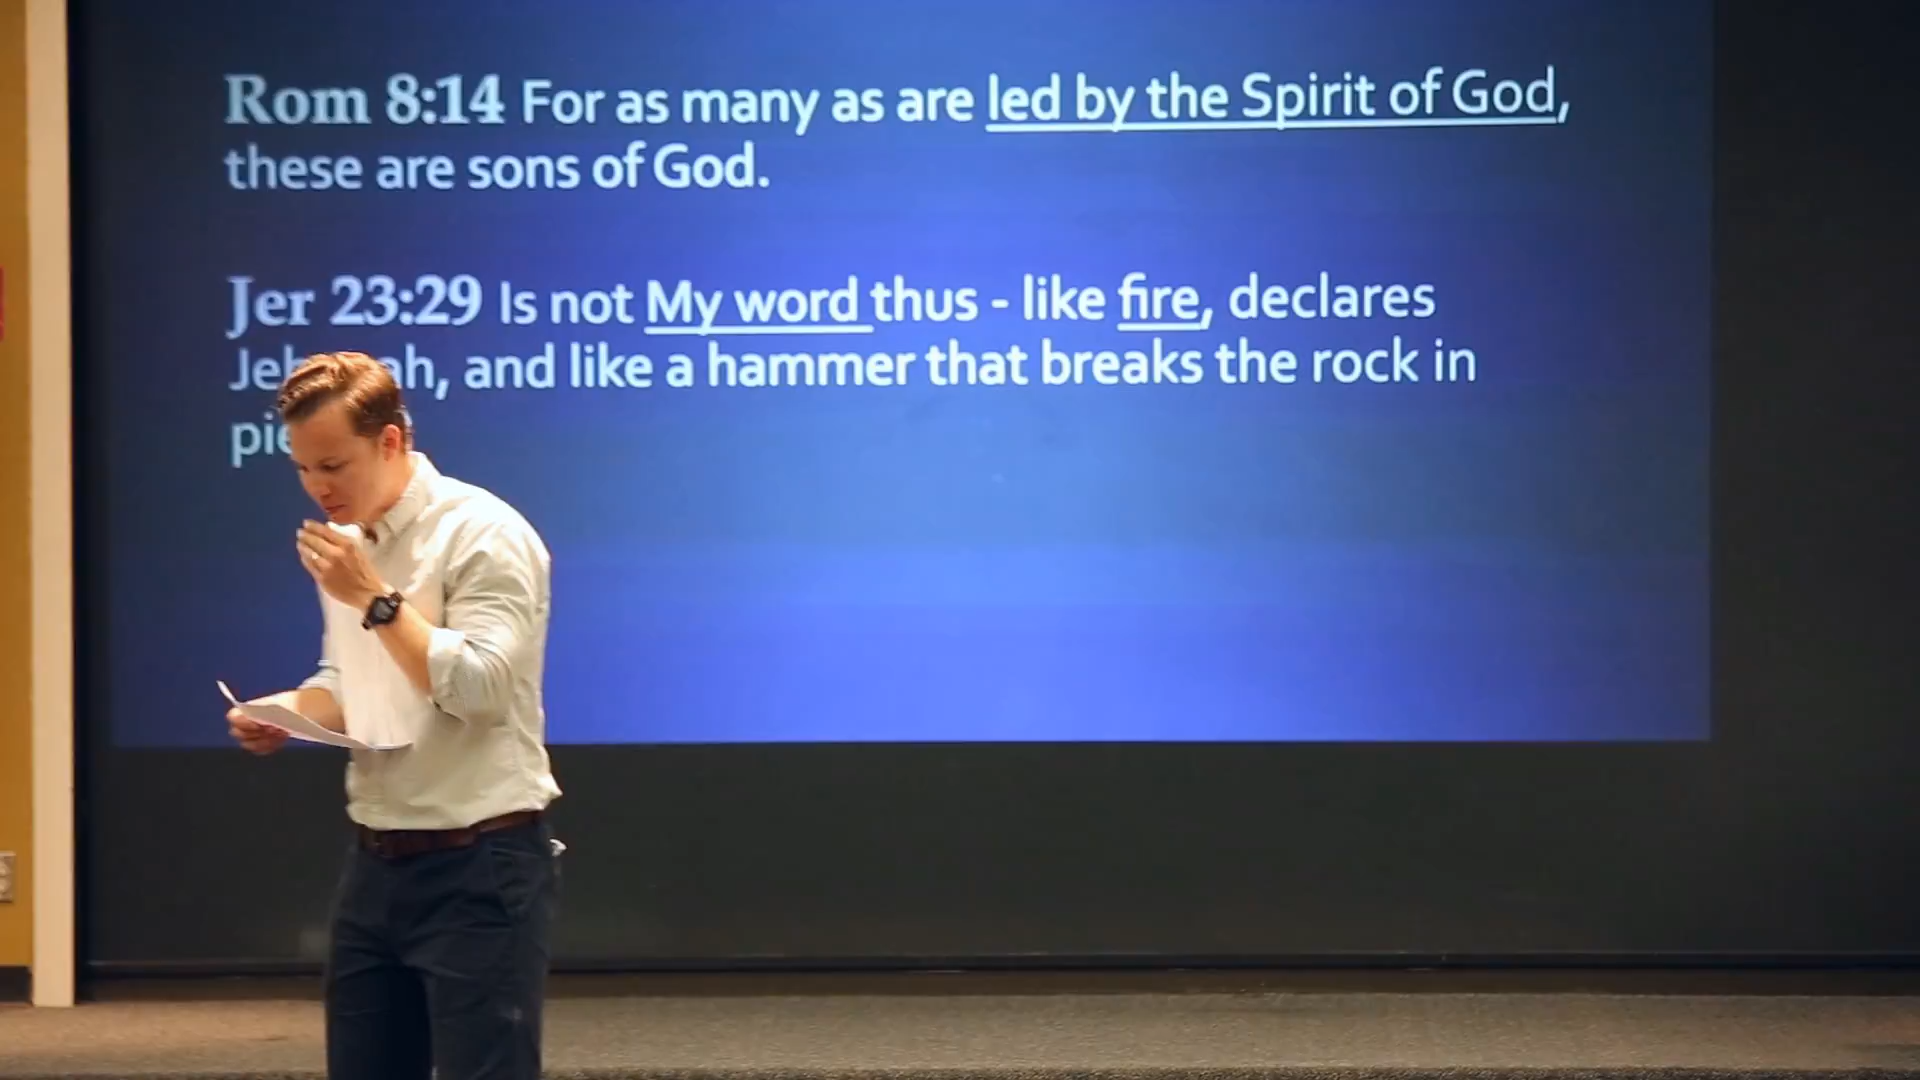 Rom 8:14 For as many as are led by the Spirit of God,
these are sons of God.
Jer 23:29 Is not My word thus - like fire, declares
and like a hammer that breaks the rock in